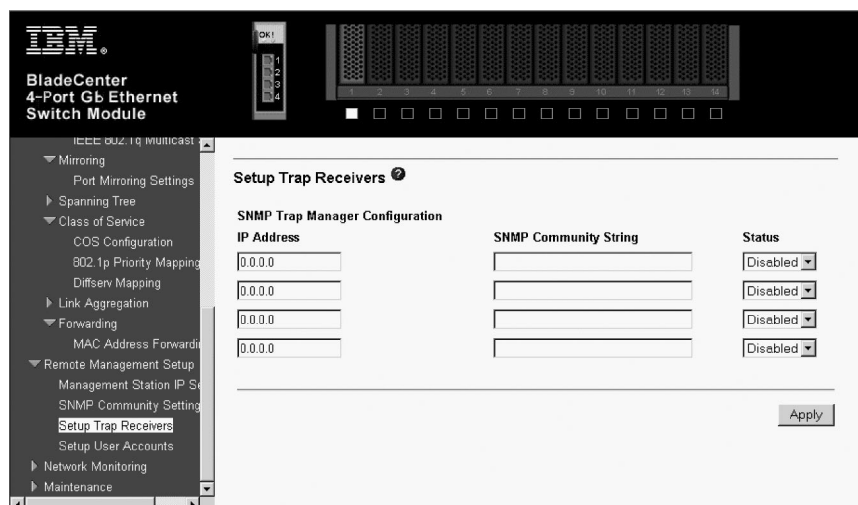 IBM.
BladeCenter
4-Port Gb Ethernet
Switch Module
OK!
1
2
3
4
1 2 3 4 5 6 7 8 9 10 11 12 13 14
IEEE 802.1q Multicast
Mirroring
Port Mirroring Settings
Spanning Tree
Class of Service
COS Configuration
802.1p Priority Mapping
Diffserv Mapping
Link Aggregation
Forwarding
MAC Address Forwardi
Remote Management Setup
Management Station IP Se
SNMP Community Setting
Setup Trap Receivers
Setup User Accounts
Network Monitoring
Maintenance
Setup Trap Receivers ?
SNMP Trap Manager Configuration
IP Address SNMP Community String Status
0.0.0.0 Disabled
0.0.0.0 Disabled
0.0.0.0 Disabled
0.0.0.0 Disabled
Apply